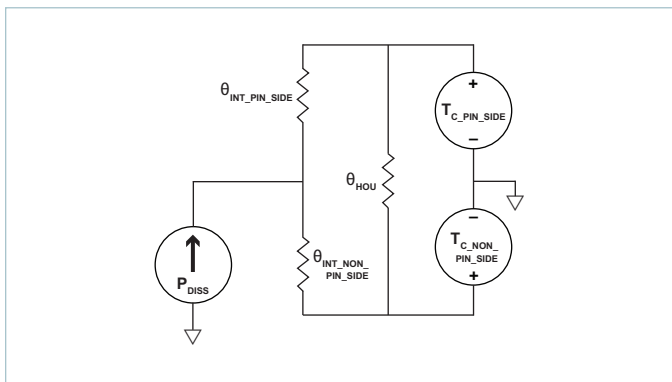 θINT_PIN_SIDE
+
TC_PIN_SIDE
–
θHOU
–
TC_NON_
PIN_SIDE
+
θINT_NON_
PIN_SIDE
PDISS